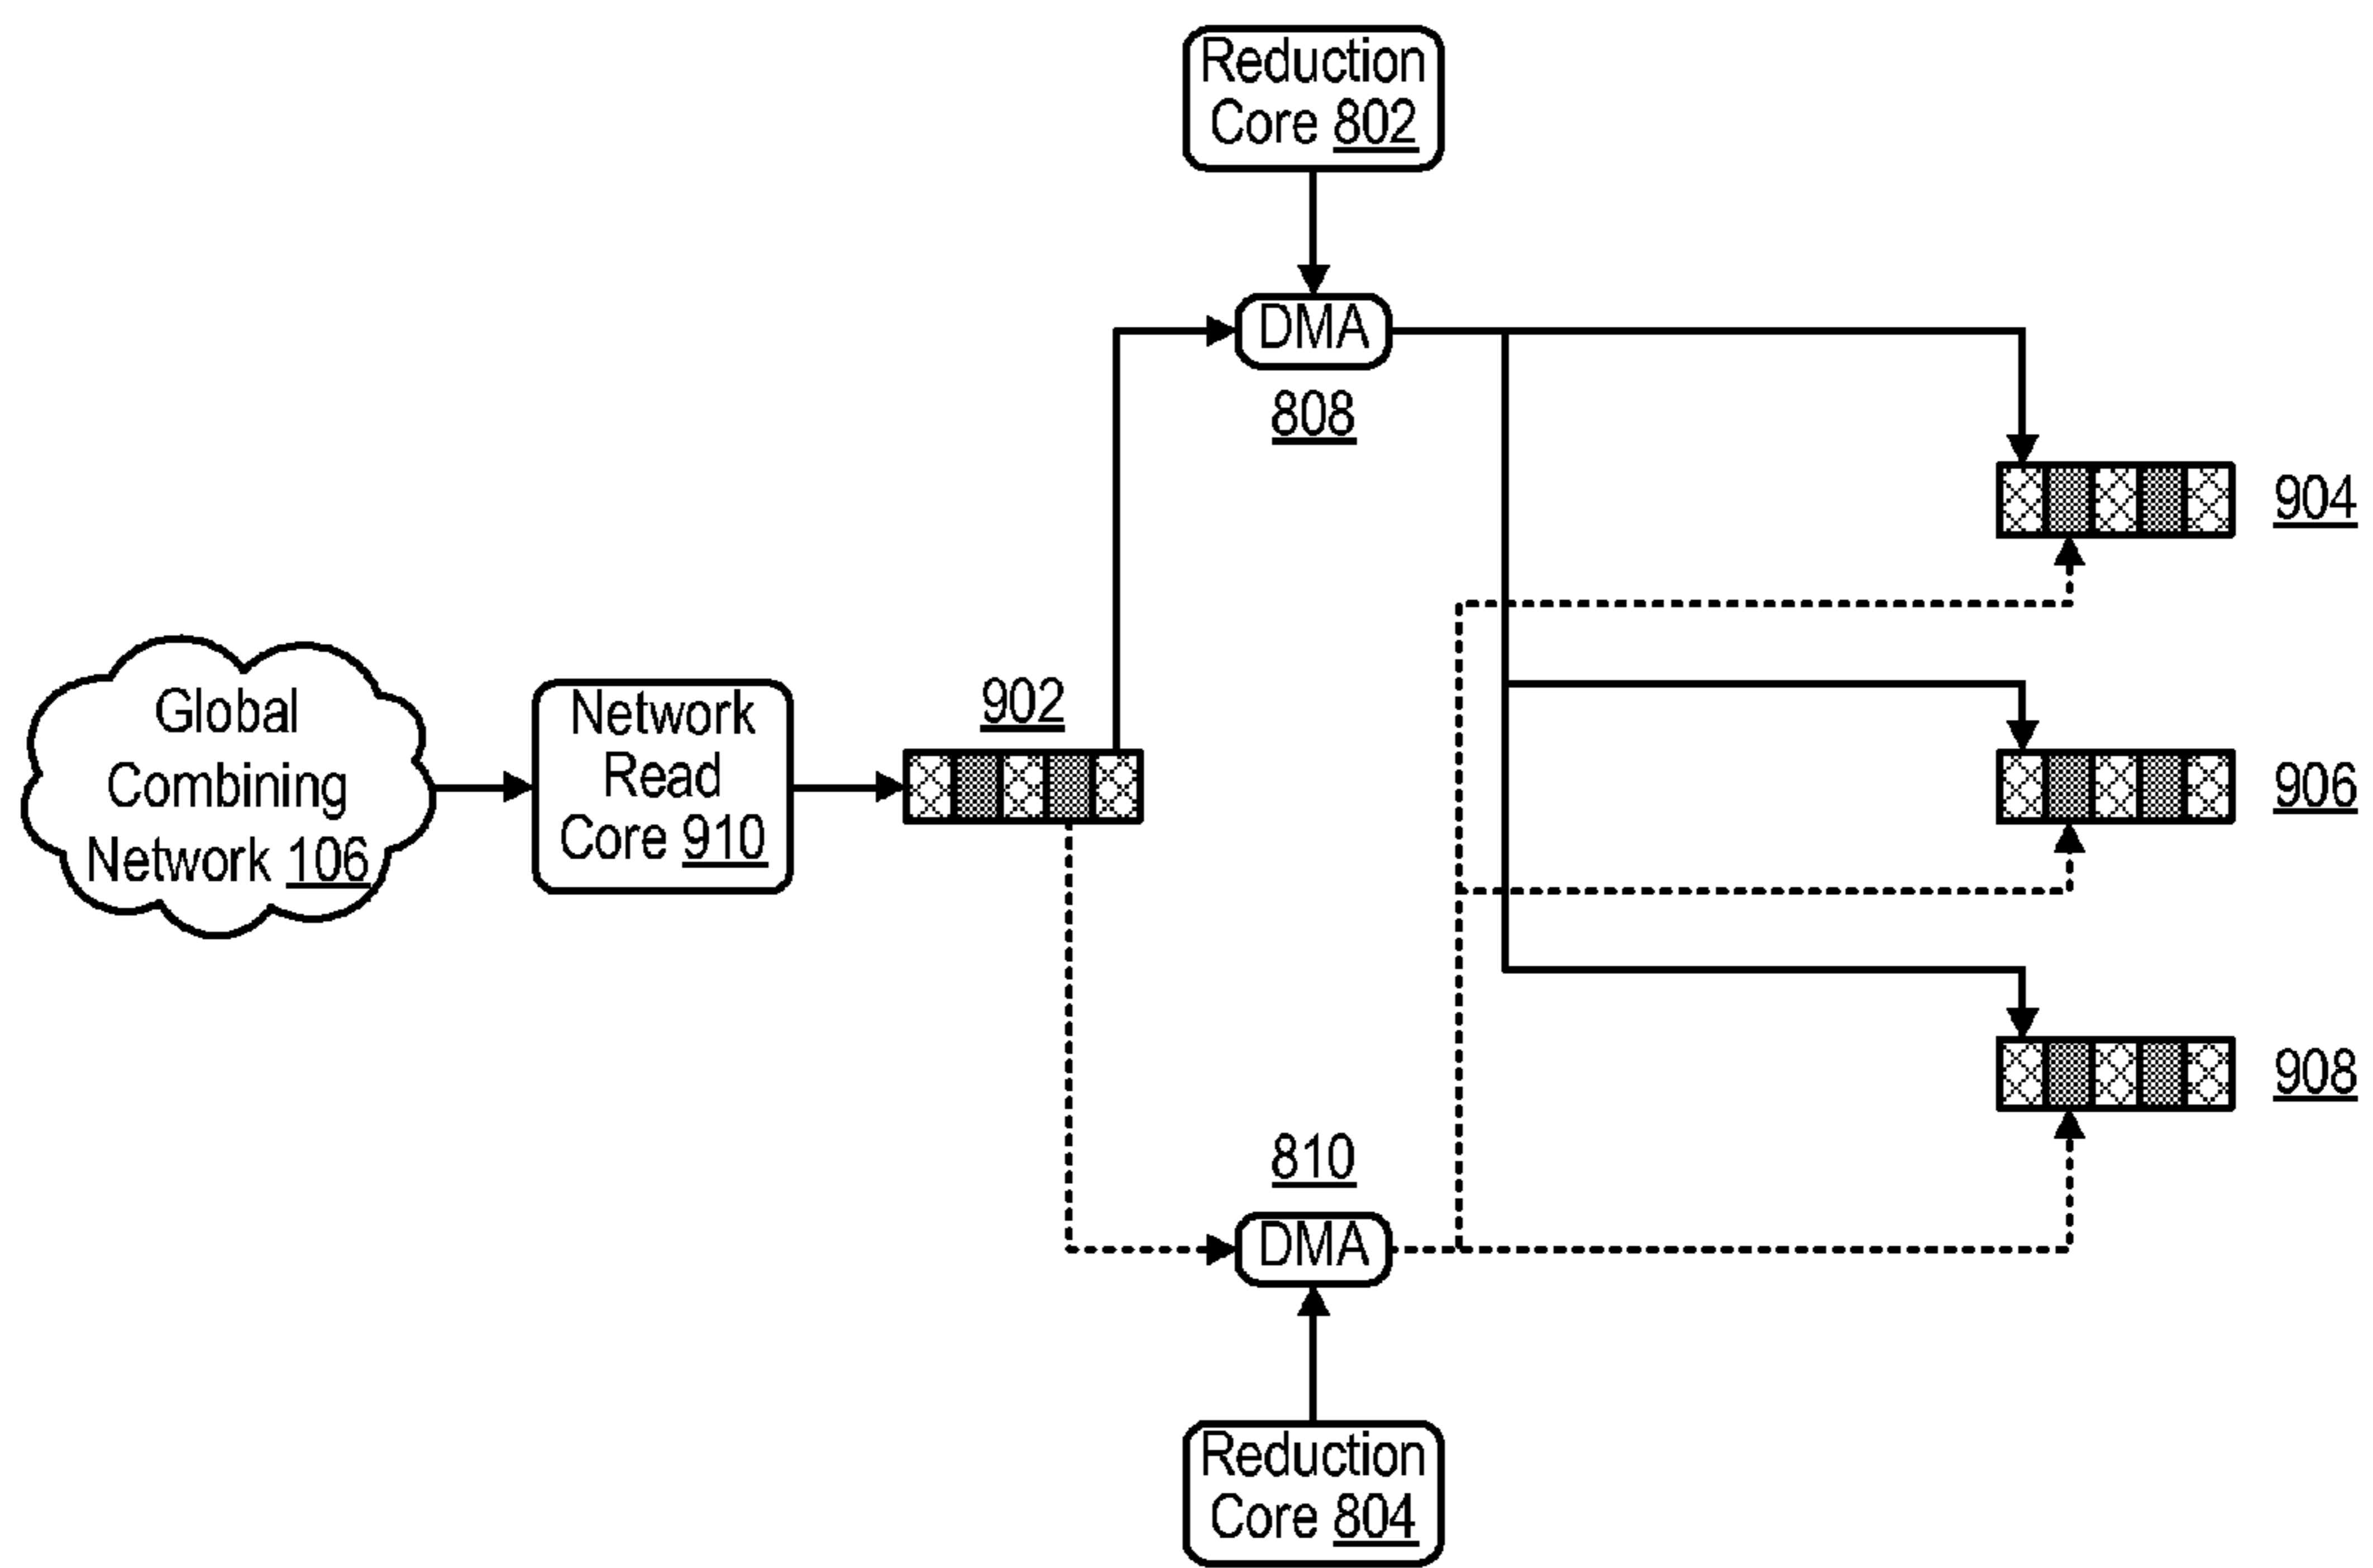 Reduction
Core 802
DMA
808
904
Global
Combining
Network 106
Network
Read
Core 910
902
906
908
810
DMA
Reduction
Core 804